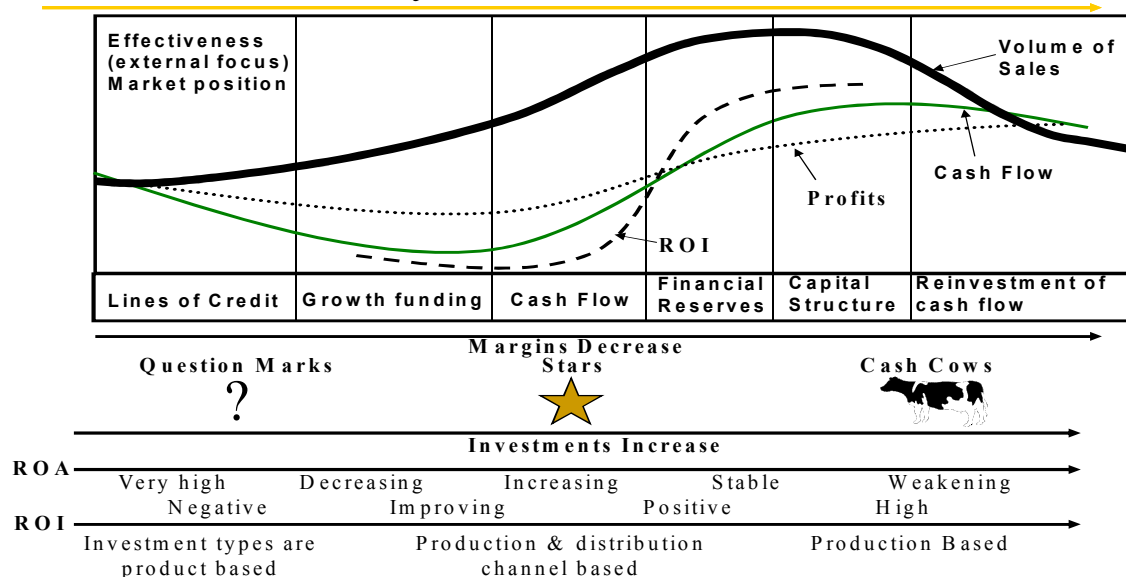 Effectiveness
(external focus)
Market position
Volume of
Sales
Cash Flow
Profits
ROI
Lines of Credit
Growth funding
Cash Flow
Financial
Reserves
Capital
Structure
Reinvestment of
cash flow
Margins Decrease
Question Marks
Stars
Cash Cows
?
Investments Increase
ROA
Very high Decreasing Increasing Stable Weakening
Negative Improving Positive High
ROI
Investment types are
product based
Production & distribution
channel based
Production Based